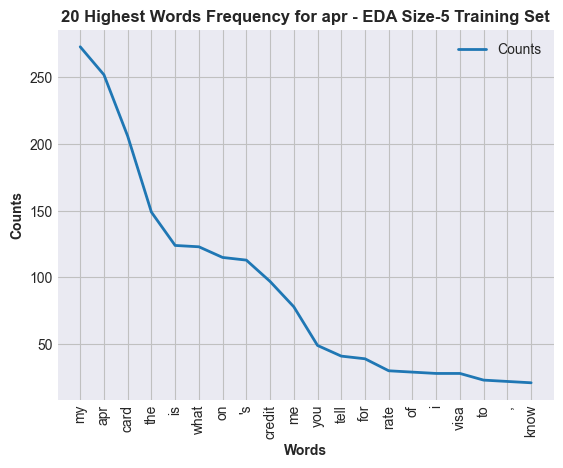 20 Highest Words Frequency for apr - EDA Size-5 Training Set
Counts
250
200
150
100
50
Counts
my
apr
card
the
is
what
on
's
credit
me
you
tell
for
rate
of
i
visa
to
,
know
Words